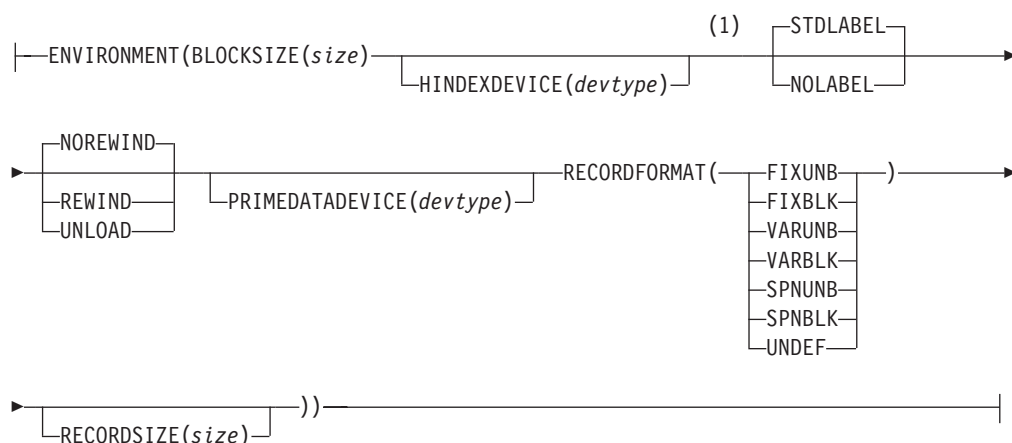 (1) STDLABEL
ENVIRONMENT(BLOCKSIZE(size)
HINDEXDEVICE(devtype) NOLABEL
NOREWIND RECORDFORMAT( FIXUNB )
REWIND PRIMEDATADEVICE(devtype) FIXBLK
UNLOAD VARUNB
VARBLK
SPNUNB
SPNBLK
UNDEF
))
RECORDSIZE(size)